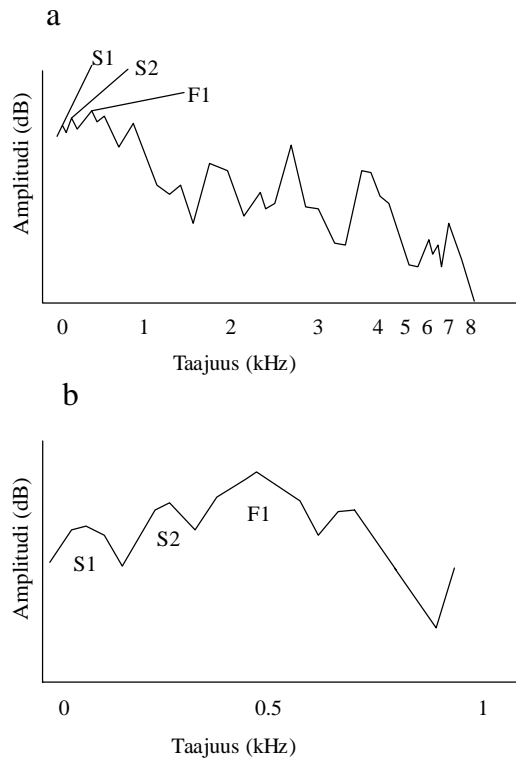 a
S1
S2
F1
Amplitudi (dB)
0 1 2 3 4 5 6 7 8
Taajuus (kHz)
b
Amplitudi (dB)
S1 S2 F1
0 0.5 1
Taajuus (kHz)